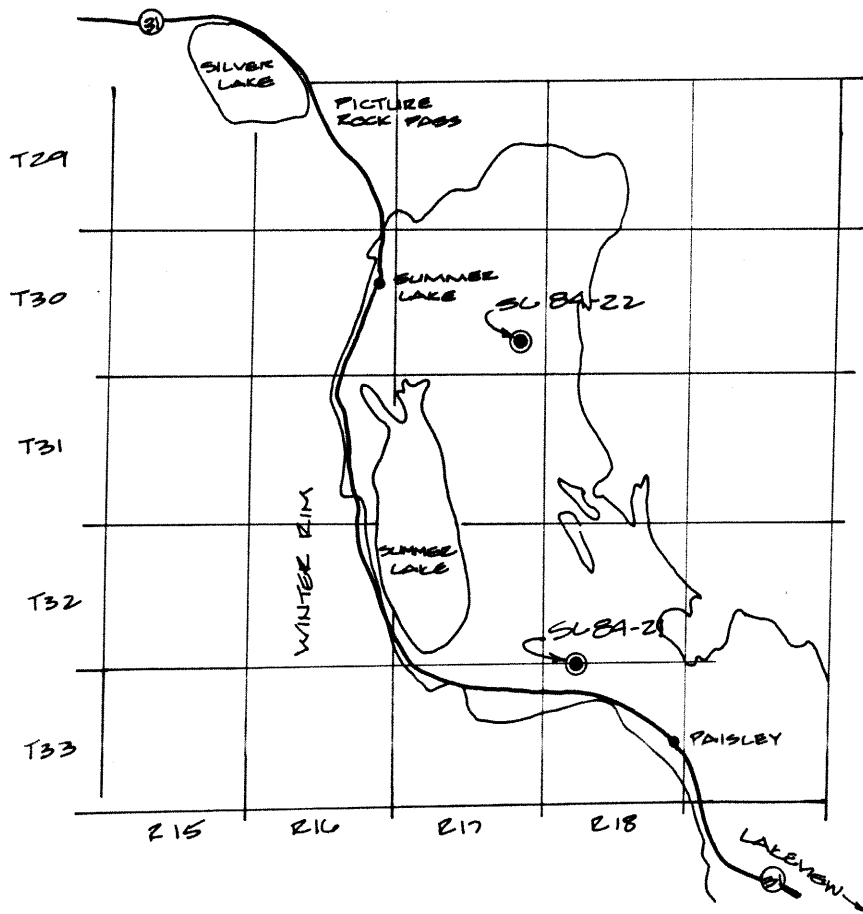 31
SILVER
LAKE
PICTURE
ROCK PASS
T29
SUMMER
LAKE
T30
SL 84-22
T31
WINTER RIM
SUMMER
LAKE
T32
SL 84-21
T33
PAISLEY
R15
R16
R17
R18
LAKEVIEW
31